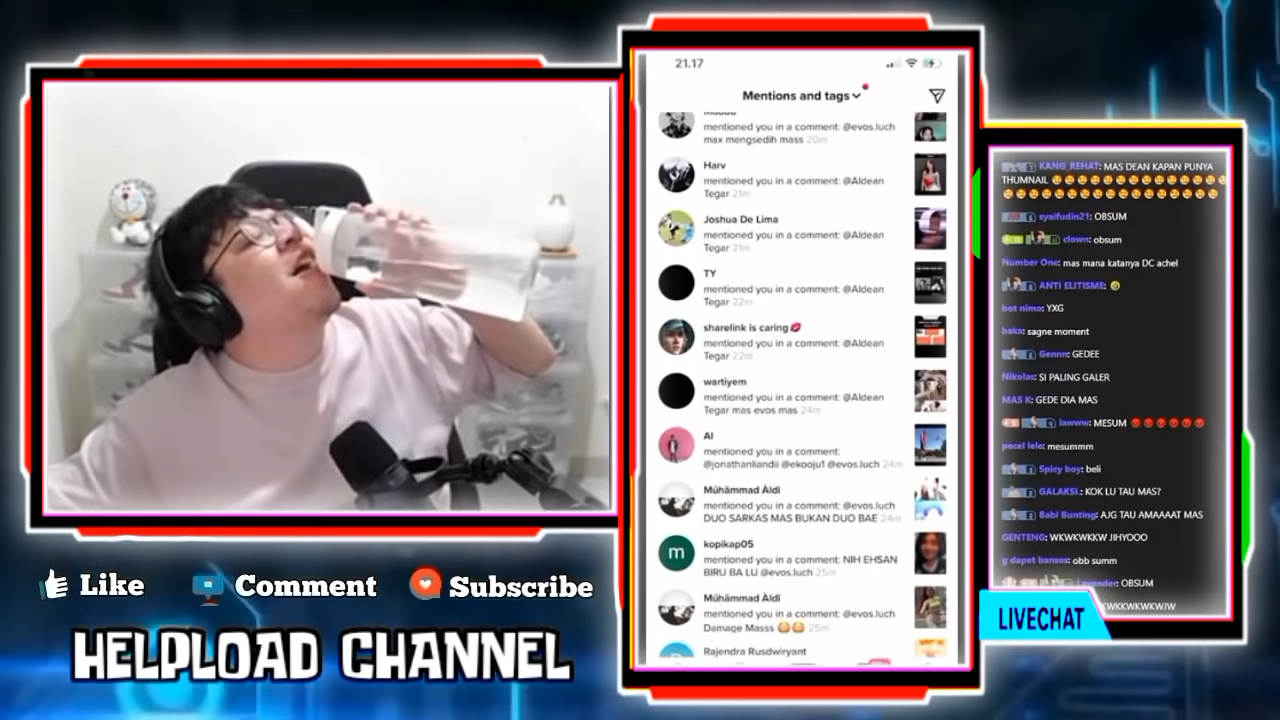 21.17
Mentions and tags
mentioned you in a comment: @evos.luch
max mengsedih mass 20m
Harv
mentioned you in a comment: @Aldean
Tegar 21m
Joshua De Lima
mentioned you in a comment: @Aldean
Tegar 21m
TY
mentioned you in a comment: @Aldean
Tegar 22m
sharelink is caring💋
mentioned you in a comment: @Aldean
Tegar 22m
wartiyem
mentioned you in a comment: @Aldean
Tegar mas evos mas 24m
Al
mentioned you in a comment:
@jonathanliandii @ekooju1 @evos.luch 24m
Múhämmad Àldï
mentioned you in a comment: @evos.luch
DUO SARKAS MAS BUKAN DUO BAE 24m
m
kopikap05
mentioned you in a comment: NIH EHSAN
BIRU BA LU @evos.luch 25m
Múhämmad Àldï
mentioned you in a comment: @evos.luch
Damage Masss 😳😳 25m
Rajendra Rusdwiryant
KANG_REHAT: MAS DEAN KAPAN PUNYA
THUMNAIL
syaifudin21: OBSUM
clown: obsum
Number One: mas mana katanya DC achel
ANTI ELITISME: 🤣
bot nimo: YXG
baka: sagne moment
Gennn: GEDEE
Nikolas: SI PALING GALER
MAS K: GEDE DIA MAS
lawww: MESUM 😡😡😡😡😡😡
pecel lele: mesummm
Spicy boy: beli
GALAKSI.: KOK LU TAU MAS?
Babi Bunting: AJG TAU AMAAAAT MAS
GENTENG: WKWKWKKW JIHYOOO
g dapet bansos: obb summ
Lavender: OBSUM
LIVECHAT
Like
Comment
Subscribe
HELPLOAD CHANNEL